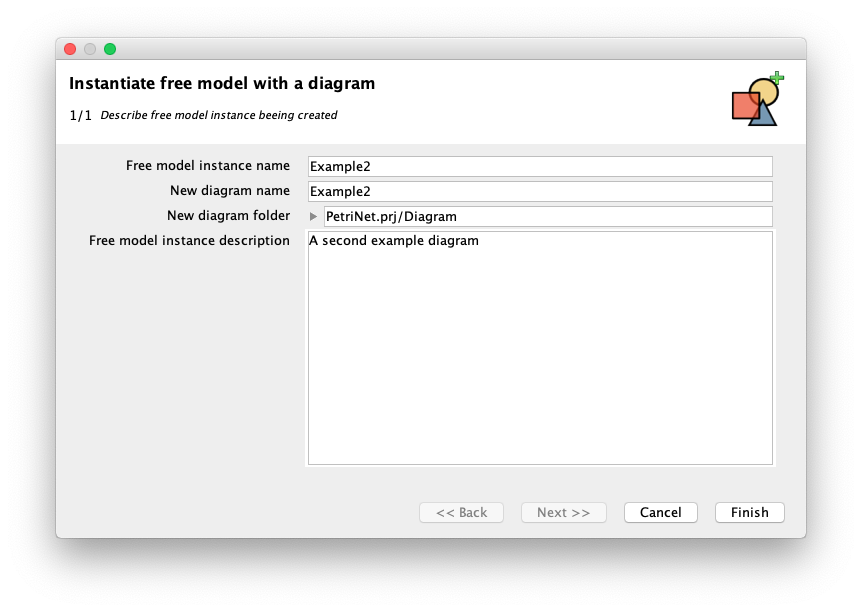 Instantiate free model with a diagram
1/1 Describe free model instance beeing created
Free model instance name Example2
New diagram name Example2
New diagram folder PetriNet.prj/Diagram
Free model instance description A second example diagram
<< Back Next >> Cancel Finish